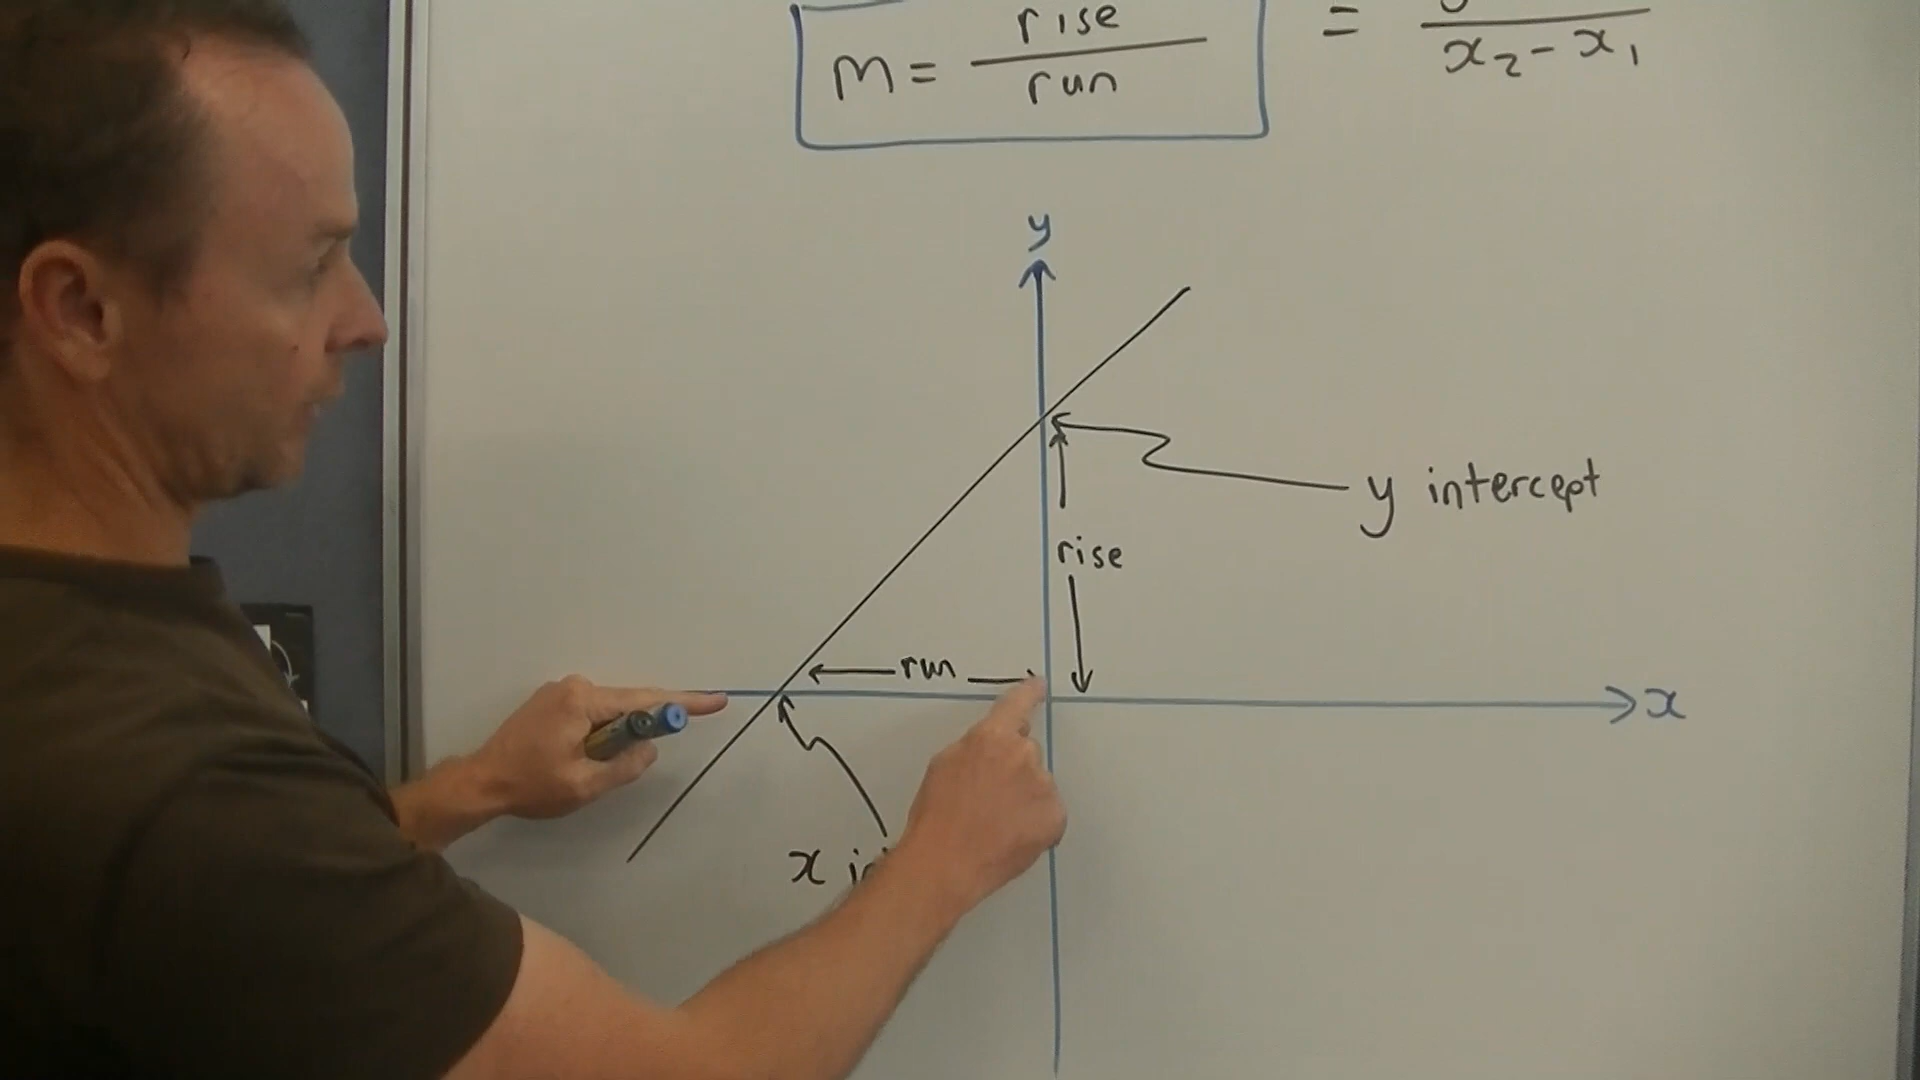 m = rise / run = / x₂ - x₁
y
y intercept
rise
run
x
x